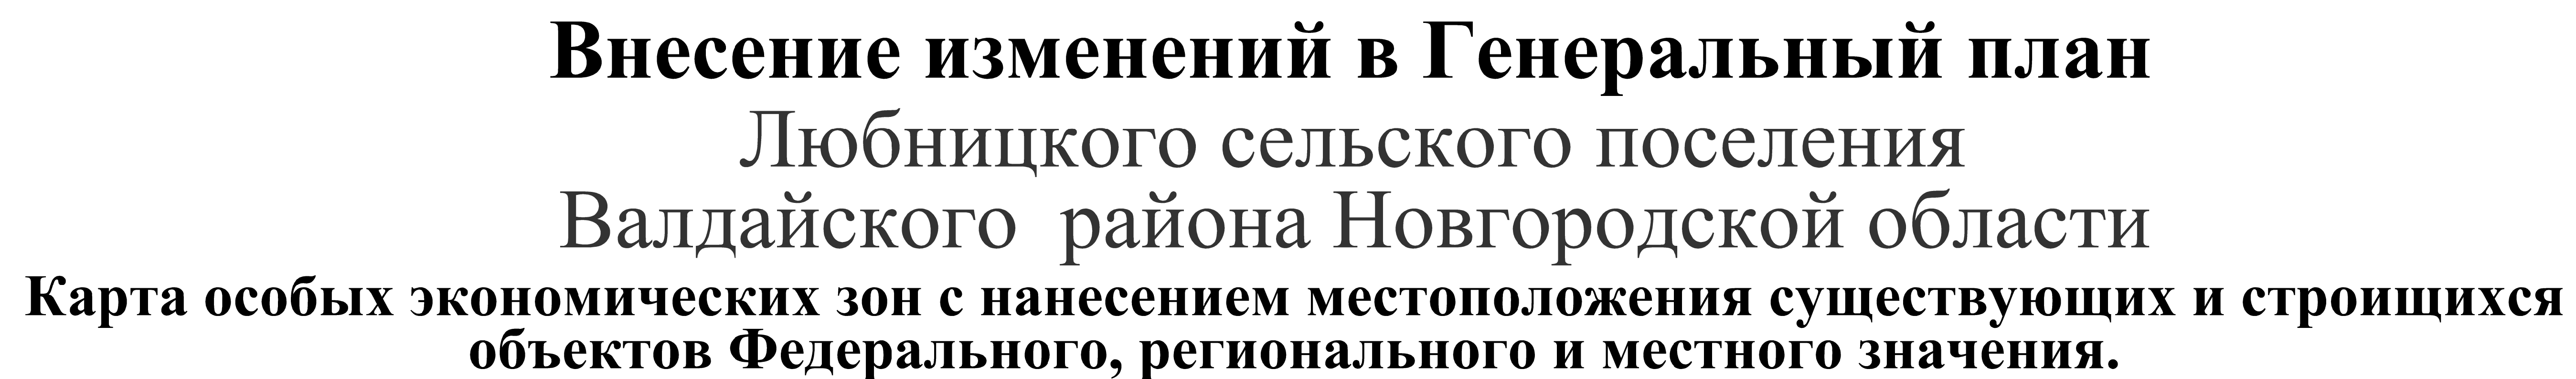 Внесение изменений в Генеральный план
Любницкого сельского поселения
Валдайского  района Новгородской области
Карта особых экономических зон с нанесением местоположения существующих и строищихся
объектов Федерального, регионального и местного значения.